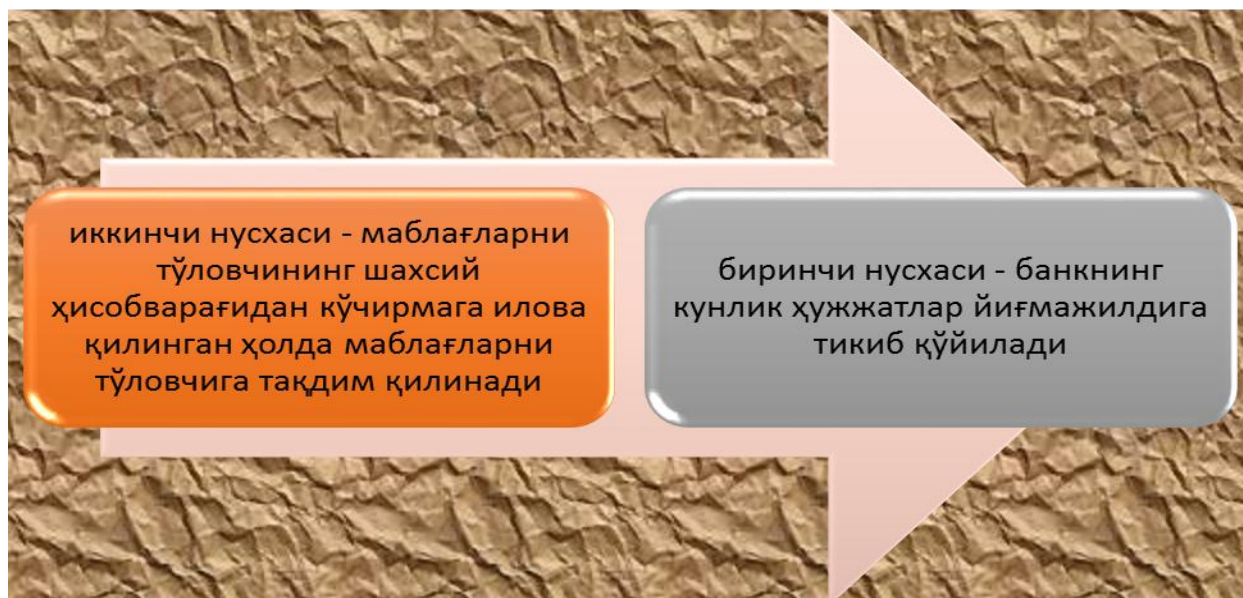 иккинчи нусхаси - маблағларни
тўловчининг шахсий
ҳисобварағидан кўчирмага илова
қилинган ҳолда маблағларни
тўловчига тақдим қилинади
биринчи нусхаси - банкнинг
кунлик ҳужжатлар йиғмажилдига
тикиб қўйилади